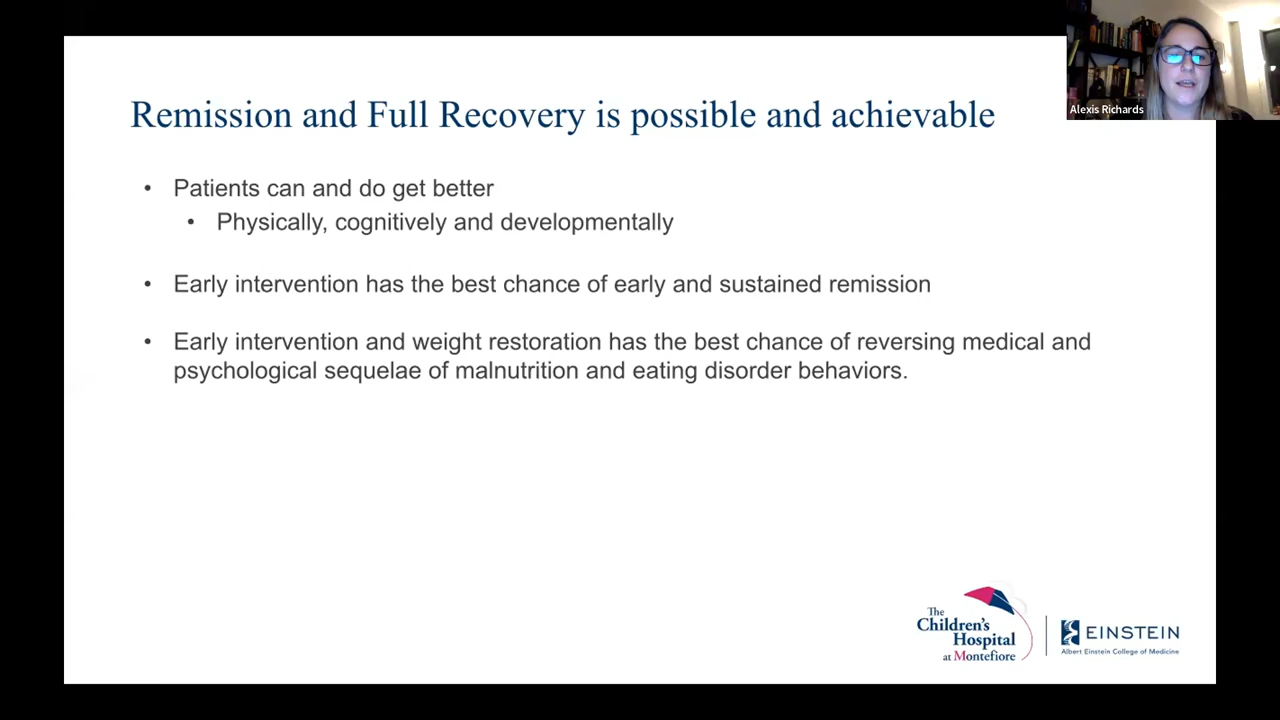 Remission and Full Recovery is possible and achievable
Alexis Richards
• Patients can and do get better
• Physically, cognitively and developmentally
• Early intervention has the best chance of early and sustained remission
• Early intervention and weight restoration has the best chance of reversing medical and
psychological sequelae of malnutrition and eating disorder behaviors.
The
Children's
Hospital
at Montefiore
EINSTEIN
Albert Einstein College of Medicine